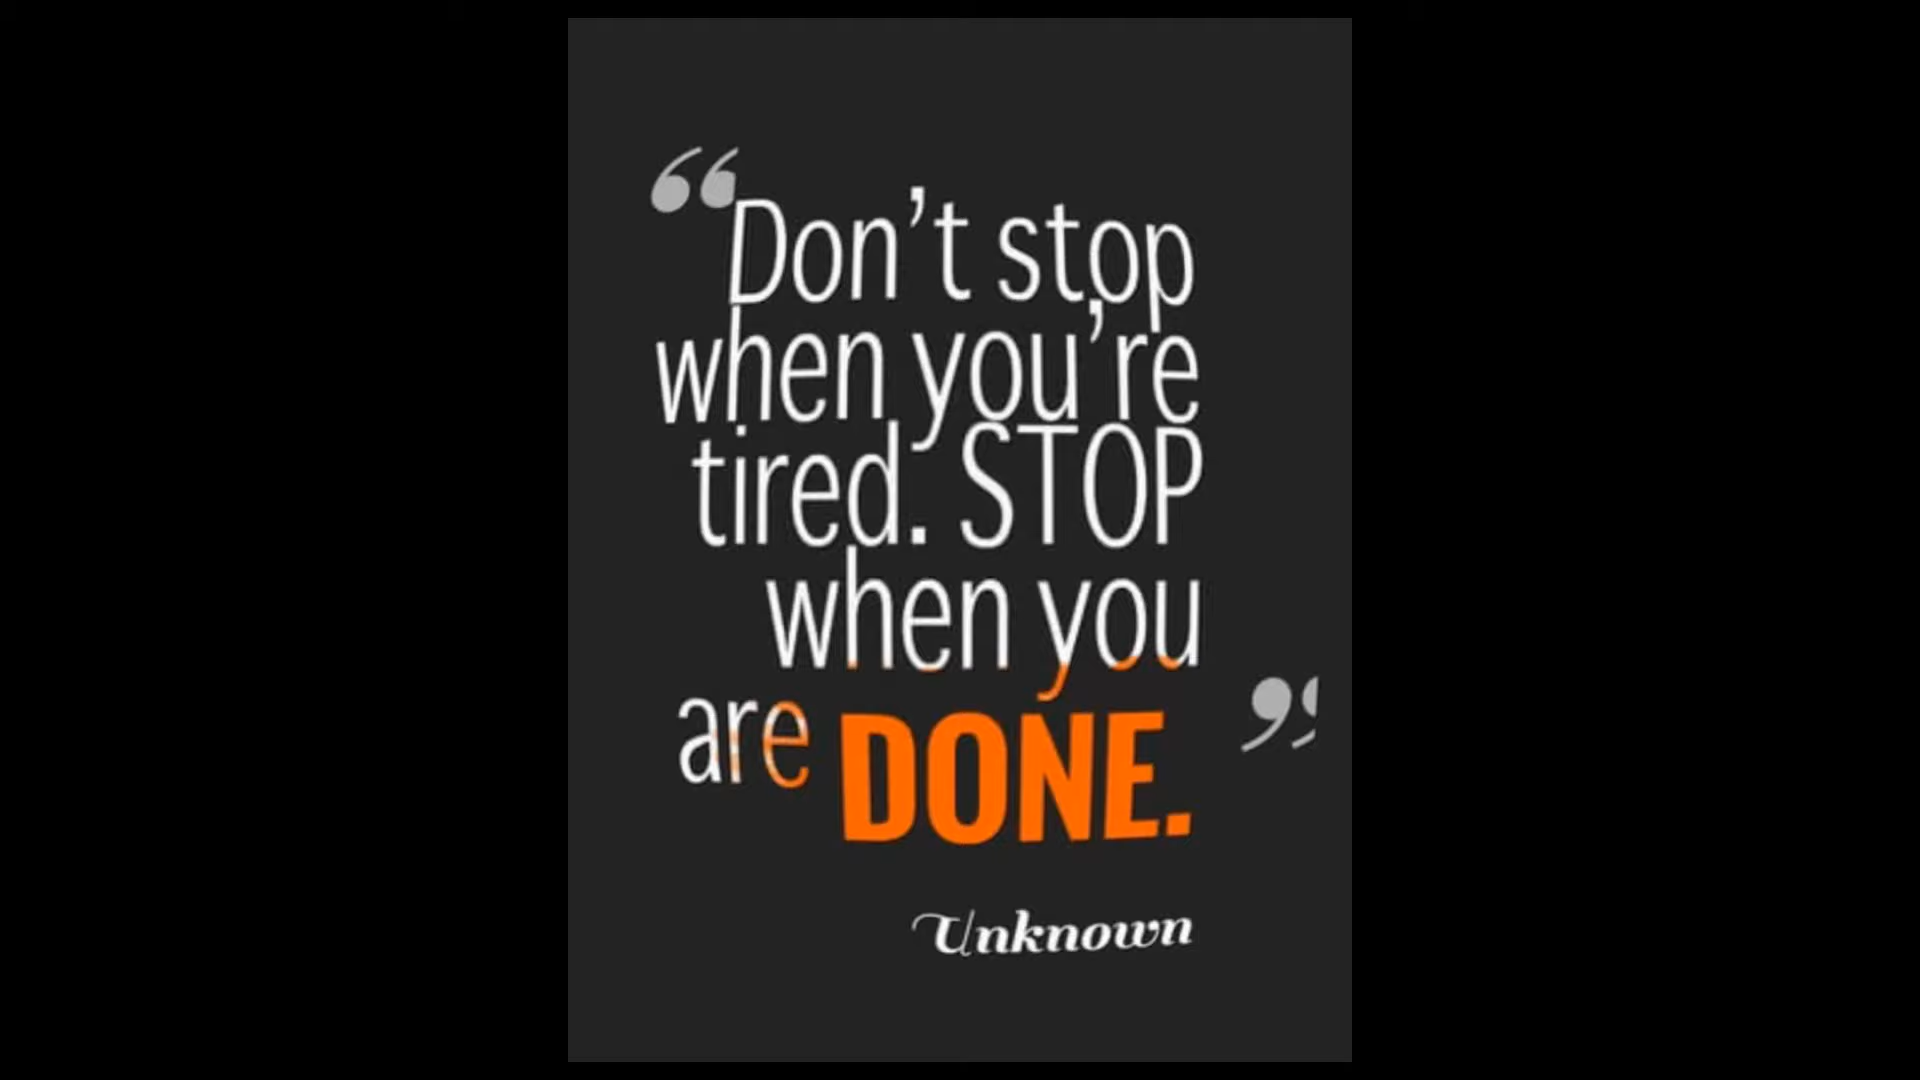 “Don’t stop
when you’re
tired. STOP
when you
are DONE.”
Unknown